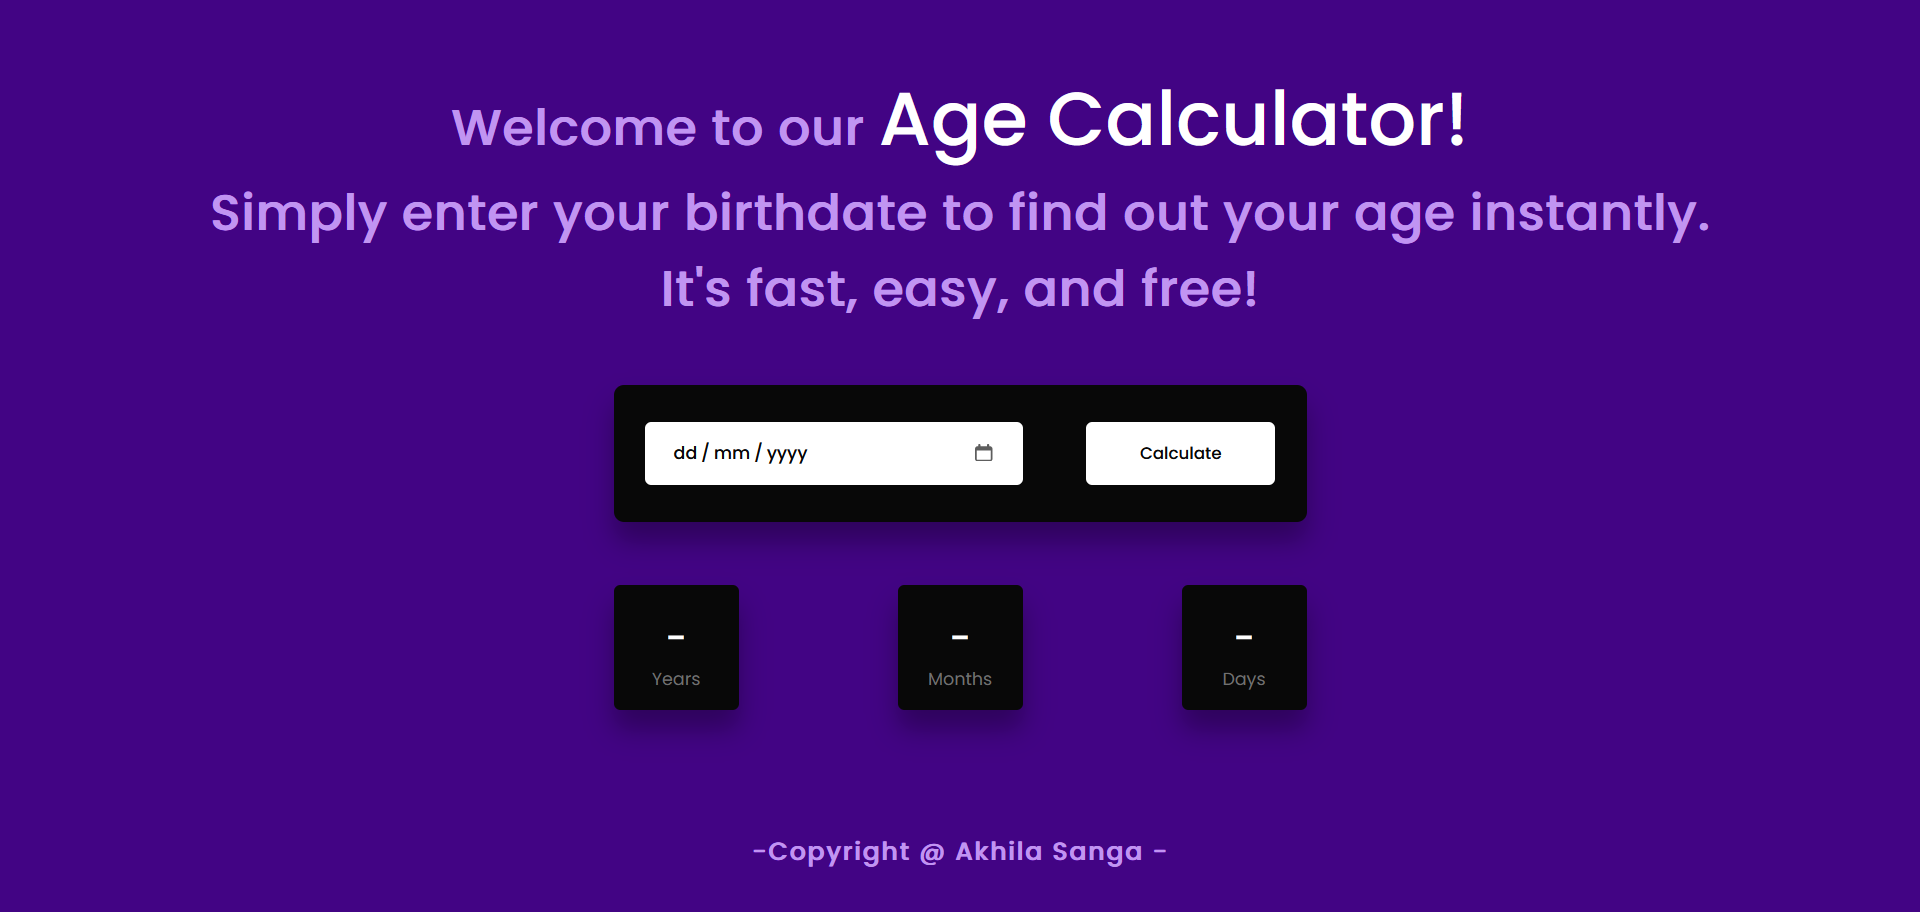 Welcome to our Age Calculator!
Simply enter your birthdate to find out your age instantly.
It's fast, easy, and free!
dd / mm / yyyy
Calculate
- - -
Years Months Days
-Copyright @ Akhila Sanga -